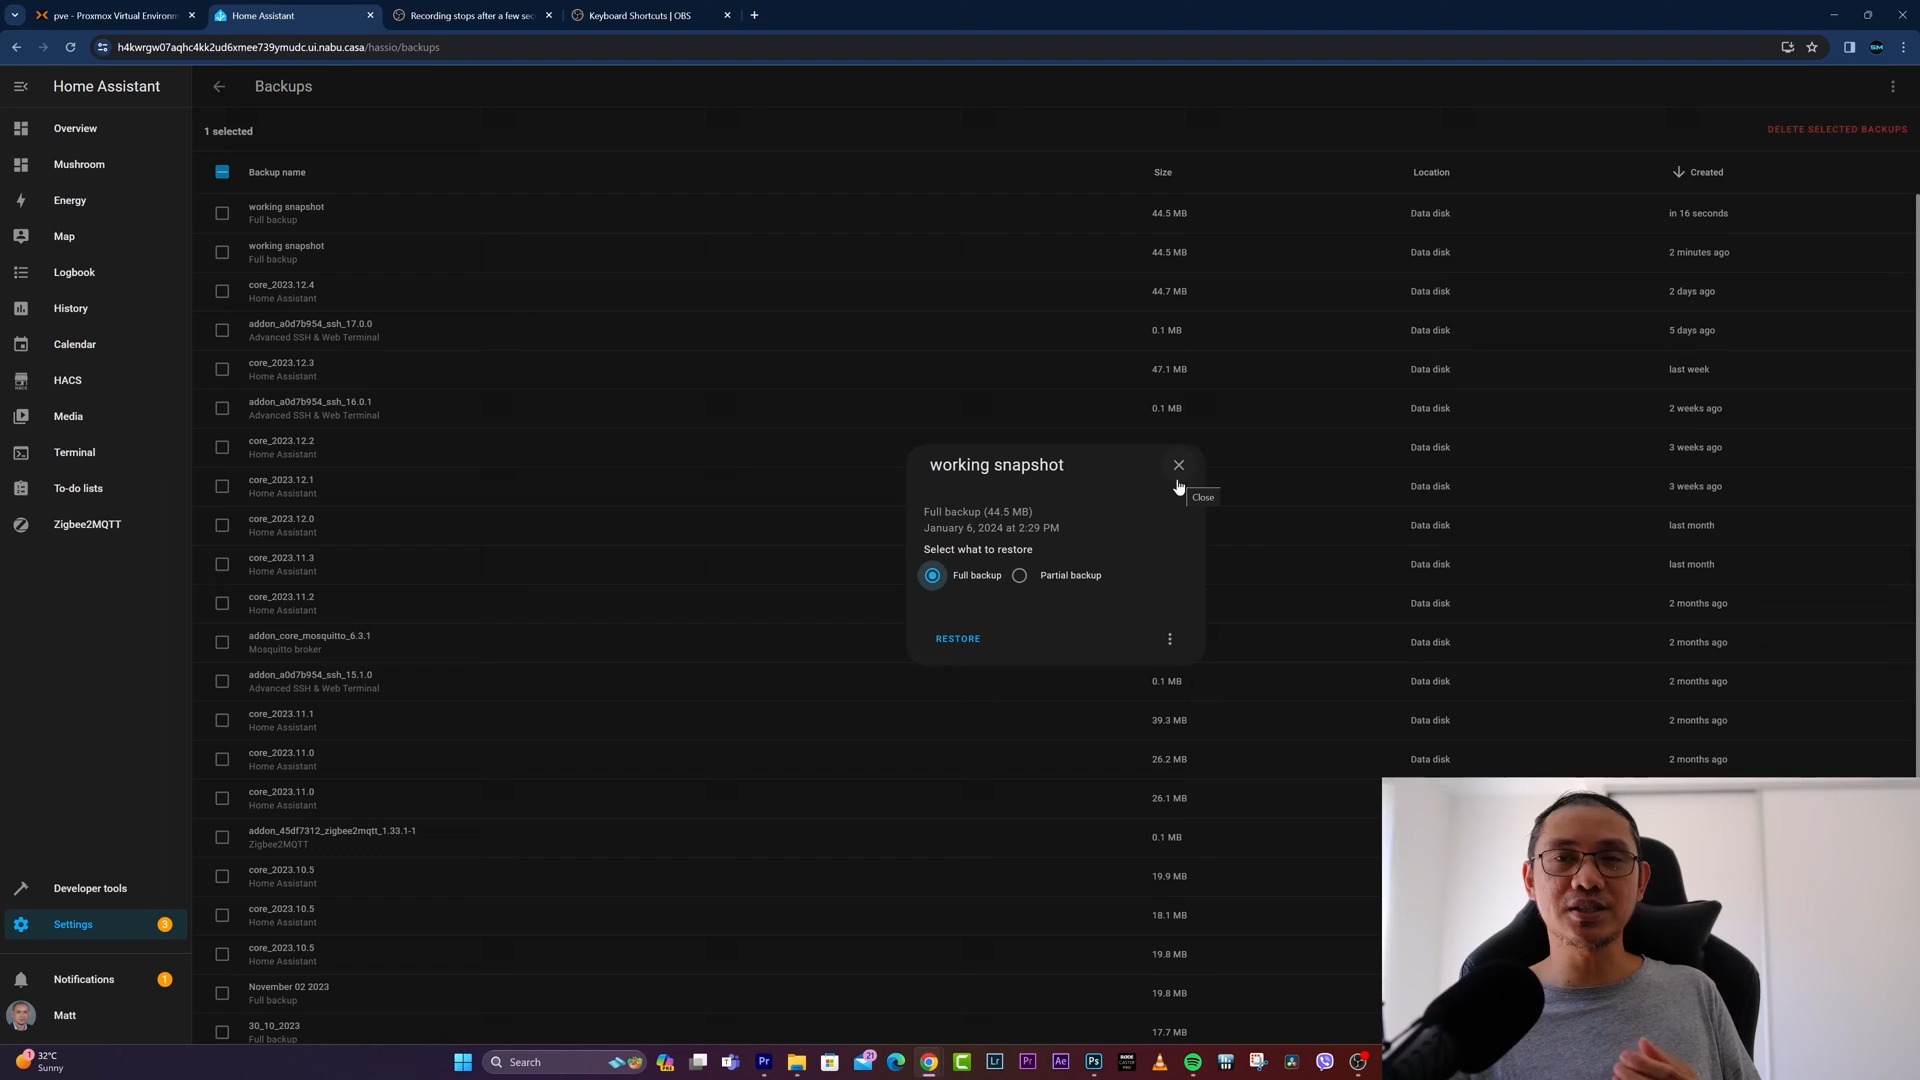 pve - Proxmox Virtual Environm
Home Assistant
Recording stops after a few sec
Keyboard Shortcuts | OBS
h4kwrgw07aqhc4kk2ud6xmee739ymudc.ui.nabu.casa/hassio/backups
SM
Home Assistant
Backups
Overview
Mushroom
Energy
Map
Logbook
History
Calendar
HACS
HACS
Media
Terminal
To-do lists
Zigbee2MQTT
Developer tools
Settings 3
Notifications 1
Matt
1 selected
DELETE SELECTED BACKUPS
Backup name Size Location Created
working snapshot
Full backup 44.5 MB Data disk in 16 seconds
working snapshot
Full backup 44.5 MB Data disk 2 minutes ago
core_2023.12.4
Home Assistant 44.7 MB Data disk 2 days ago
addon_a0d7b954_ssh_17.0.0
Advanced SSH & Web Terminal 0.1 MB Data disk 5 days ago
core_2023.12.3
Home Assistant 47.1 MB Data disk last week
addon_a0d7b954_ssh_16.0.1
Advanced SSH & Web Terminal 0.1 MB Data disk 2 weeks ago
core_2023.12.2
Home Assistant Data disk 3 weeks ago
core_2023.12.1
Home Assistant Data disk 3 weeks ago
core_2023.12.0
Home Assistant Data disk last month
core_2023.11.3
Home Assistant Data disk last month
core_2023.11.2
Home Assistant Data disk 2 months ago
addon_core_mosquitto_6.3.1
Mosquitto broker Data disk 2 months ago
addon_a0d7b954_ssh_15.1.0
Advanced SSH & Web Terminal 0.1 MB Data disk 2 months ago
core_2023.11.1
Home Assistant 39.3 MB Data disk 2 months ago
core_2023.11.0
Home Assistant 26.2 MB Data disk 2 months ago
core_2023.11.0
Home Assistant 26.1 MB
addon_45df7312_zigbee2mqtt_1.33.1-1
Zigbee2MQTT 0.1 MB
core_2023.10.5
Home Assistant 19.9 MB
core_2023.10.5
Home Assistant 18.1 MB
core_2023.10.5
Home Assistant 19.8 MB
November 02 2023
Full backup 19.8 MB
30_10_2023
Full backup 17.7 MB
working snapshot
Close
Full backup (44.5 MB)
January 6, 2024 at 2:29 PM
Select what to restore
Full backup Partial backup
RESTORE
1
32°C
Sunny
Search
PRE
21
Pr
Lrt
Pr
Ae
Ps